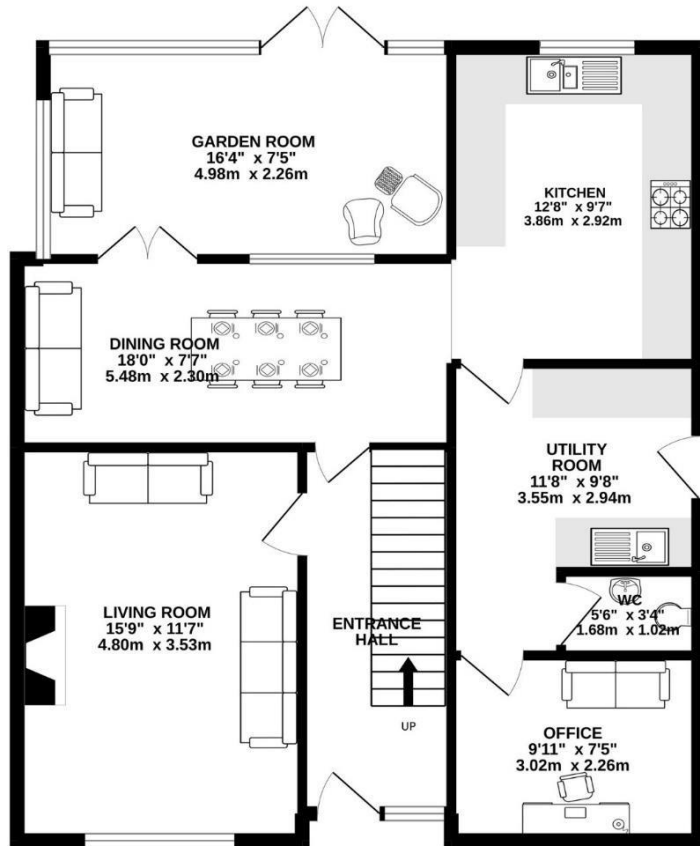 GARDEN ROOM
16'4" x 7'5"
4.98m x 2.26m
KITCHEN
12'8" x 9'7"
3.86m x 2.92m
DINING ROOM
18'0" x 7'7"
5.48m x 2.30m
UTILITY
ROOM
11'8" x 9'8"
3.55m x 2.94m
LIVING ROOM
15'9" x 11'7"
4.80m x 3.53m
ENTRANCE
HALL
UP
WC
5'6" x 3'4"
1.68m x 1.02m
OFFICE
9'11" x 7'5"
3.02m x 2.26m